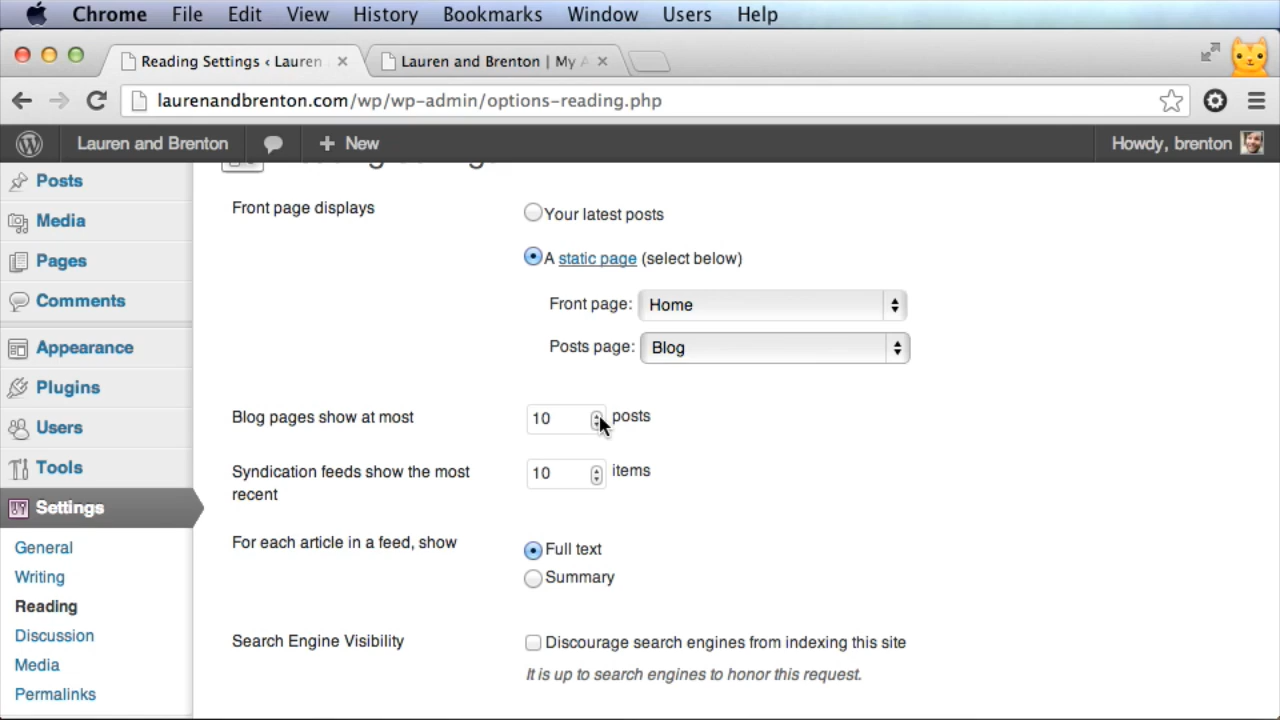 Chrome File Edit View History Bookmarks Window Users Help
Reading Settings ‹ Lauren
Lauren and Brenton | My
laurenandbrenton.com/wp/wp-admin/options-reading.php
Lauren and Brenton
+ New
Howdy, brenton
Posts
Media
Pages
Comments
Appearance
Plugins
Users
Tools
Settings
General
Writing
Reading
Discussion
Media
Permalinks
Front page displays
Your latest posts
A static page (select below)
Front page: Home
Posts page: Blog
Blog pages show at most
10 posts
Syndication feeds show the most
recent
10 items
For each article in a feed, show
Full text
Summary
Search Engine Visibility
Discourage search engines from indexing this site
It is up to search engines to honor this request.